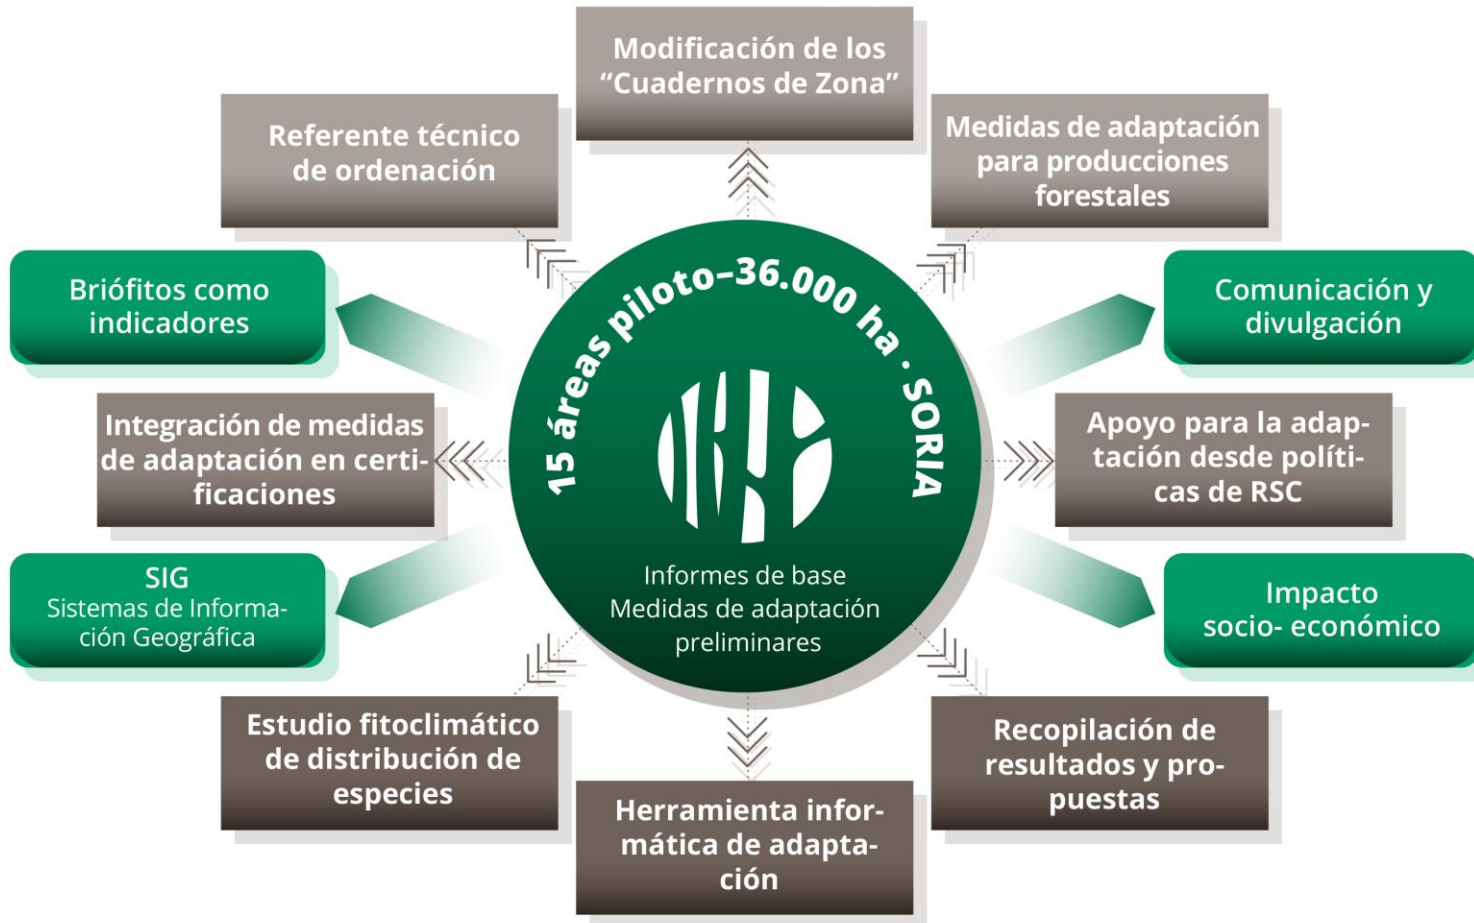 Modificación de los
“Cuadernos de Zona”
Referente técnico
de ordenación
Medidas de adaptación
para producciones
forestales
Briófitos como
indicadores
Comunicación y
divulgación
15 áreas piloto–36.000 ha · SORIA
Integración de medidas
de adaptación en certi-
ficaciones
Apoyo para la adap-
tación desde políti-
cas de RSC
Informes de base
Medidas de adaptación
preliminares
SIG
Sistemas de Informa-
ción Geográfica
Impacto
socio- económico
Estudio fitoclimático
de distribución de
especies
Herramienta infor-
mática de adapta-
ción
Recopilación de
resultados y pro-
puestas